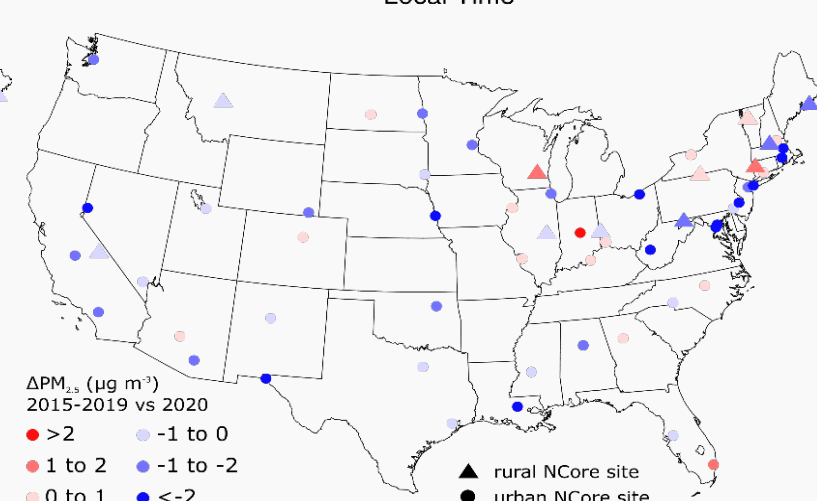 Local Time
ΔPM2.5 (µg m-3)
2015-2019 vs 2020
>2
-1 to 0
1 to 2
-1 to -2
0 to 1
<-2
rural NCore site
urban NCore site